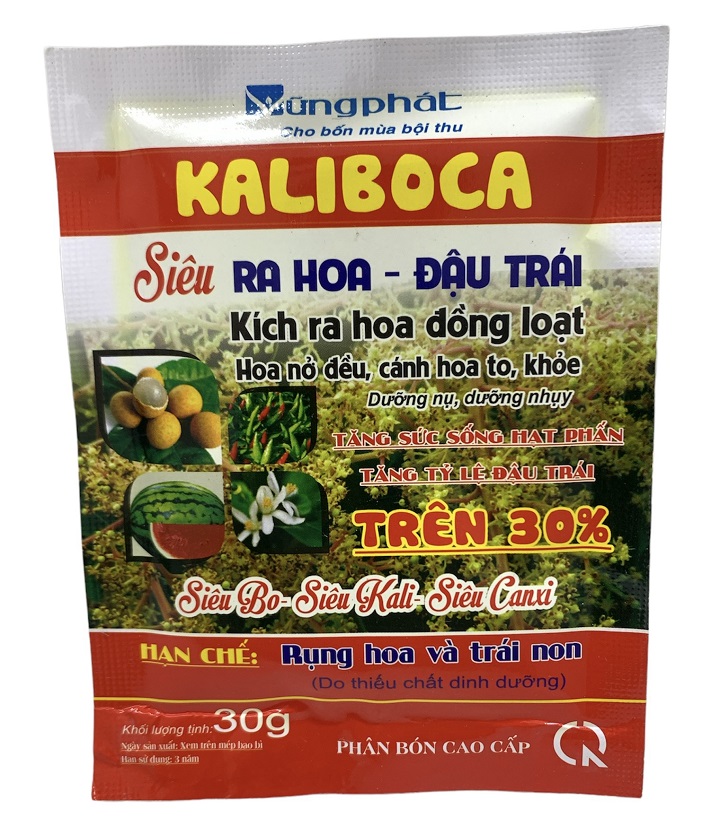 Vũng phát
Cho bốn mùa bội thu
KALIBOCA
Siêu RA HOA - ĐẬU TRÁI
Kích ra hoa đồng loạt
Hoa nở đều, cánh hoa to, khỏe
Dưỡng nụ, dưỡng nhụy
TĂNG SỨC SỐNG HẠT PHẤN
TĂNG TỶ LỆ ĐẬU TRÁI
TRÊN 30%
Siêu Bo- Siêu Kali- Siêu Canxi
HẠN CHẾ: Rụng hoa và trái non
(Do thiếu chất dinh dưỡng)
Khối lượng tịnh: 30g
Ngày sản xuất: Xem trên mép bao bì
Hạn sử dụng: 3 năm
PHÂN BÓN CAO CẤP
CR